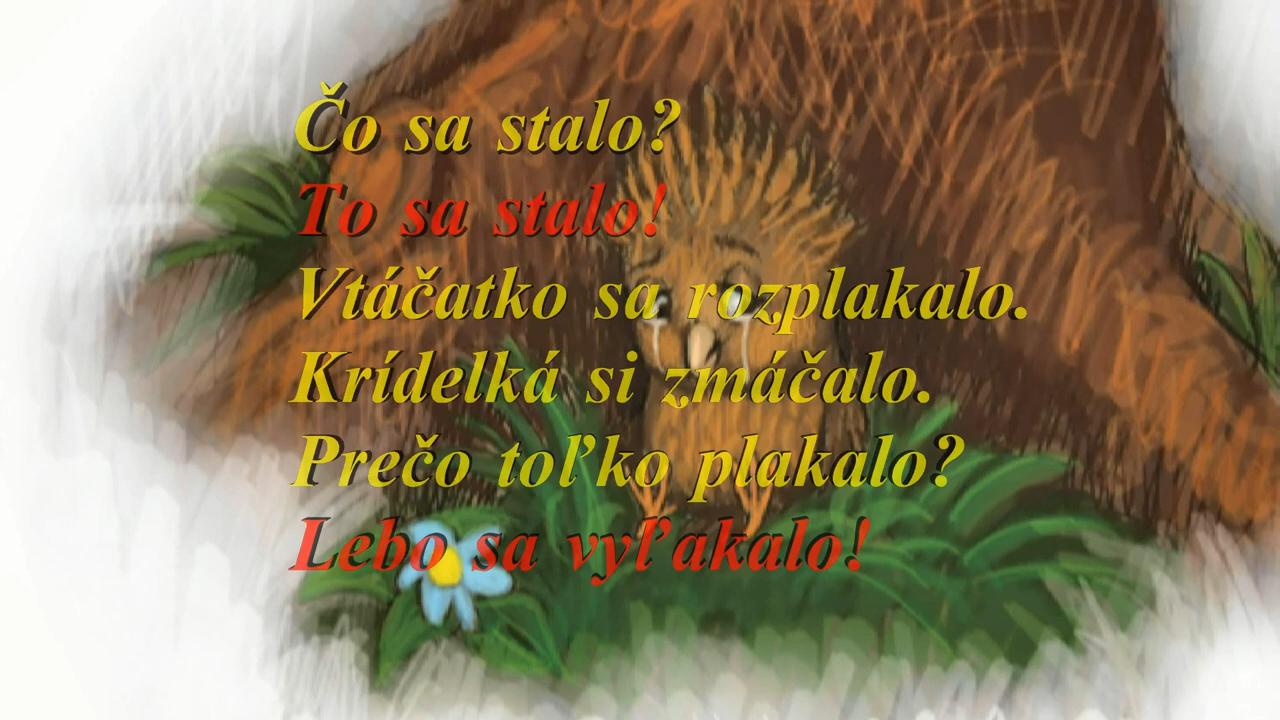 Čo sa stalo?
To sa stalo!
Vtáčatko sa rozplakalo.
Krídelká si zmáčalo.
Prečo toľko plakalo?
Lebo sa vyľakalo!